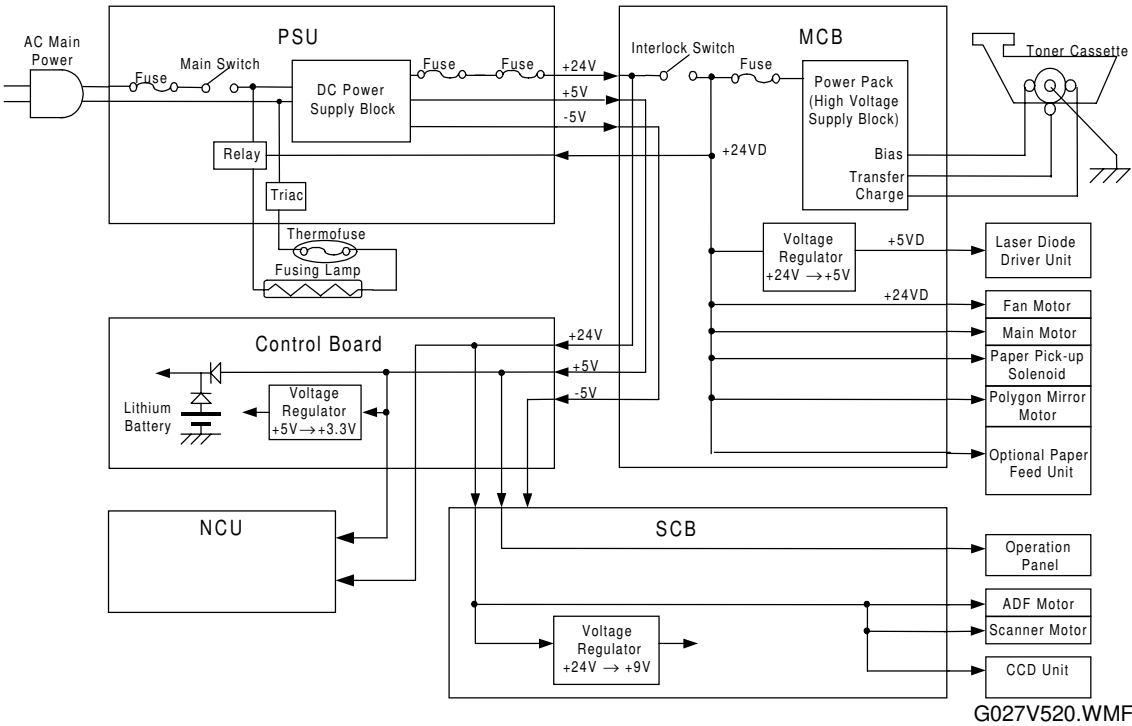 PSU
MCB
AC Main
Power
Fuse
Main Switch
DC Power
Supply Block
Fuse
Fuse
+24V
+5V
-5V
Interlock Switch
Fuse
Power Pack
(High Voltage
Supply Block)
Bias
Transfer
Charge
Toner Cassette
Relay
Triac
+24VD
Thermofuse
Fusing Lamp
Voltage
Regulator
+24V →+5V
+5VD
Laser Diode
Driver Unit
+24VD
Fan Motor
Main Motor
Paper Pick-up
Solenoid
Polygon Mirror
Motor
Optional Paper
Feed Unit
Control Board
+24V
+5V
-5V
Lithium
Battery
Voltage
Regulator
+5V→+3.3V
NCU
SCB
Operation
Panel
ADF Motor
Scanner Motor
CCD Unit
Voltage
Regulator
+24V → +9V
G027V520.WMF